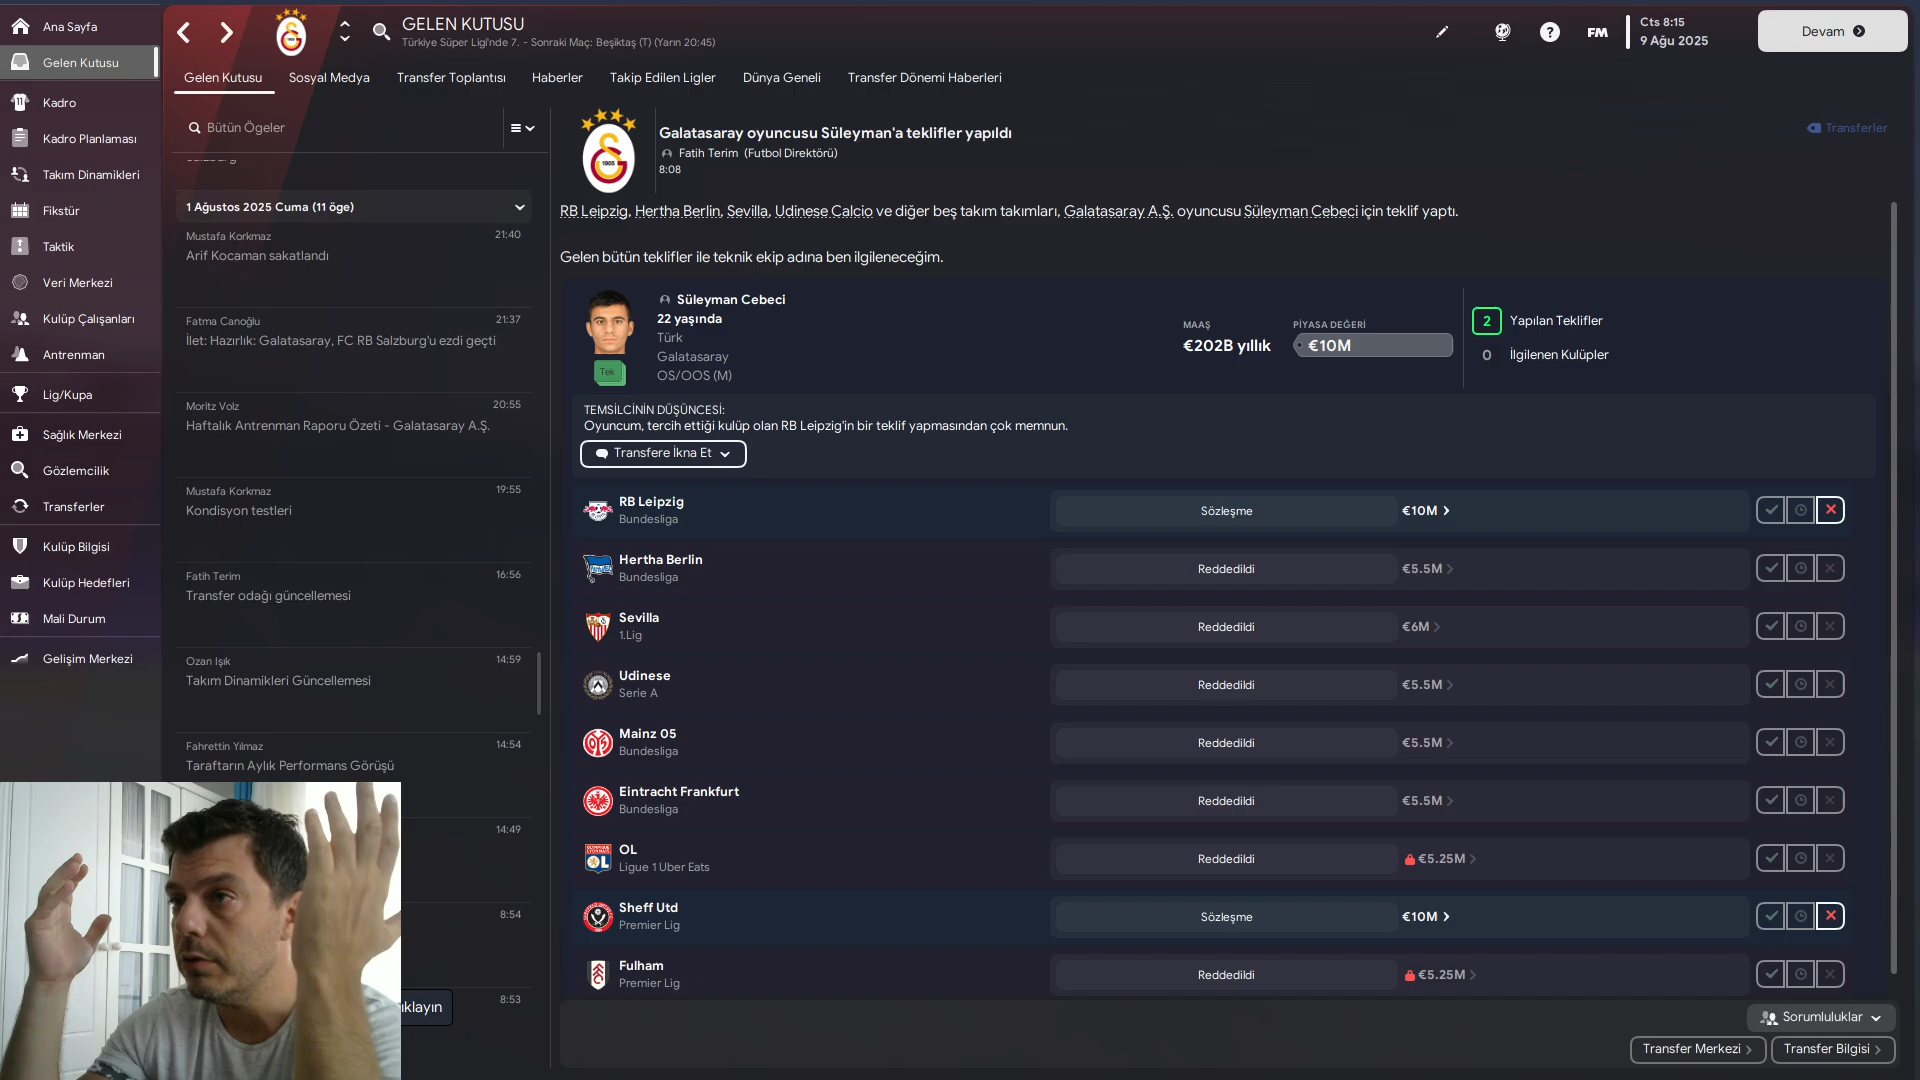 Ana Sayfa
Gelen Kutusu
Kadro
Kadro Planlaması
Takım Dinamikleri
Fikstür
Taktik
Veri Merkezi
Kulüp Çalışanları
Antrenman
Lig/Kupa
Sağlık Merkezi
Gözlemcilik
Transferler
Kulüp Bilgisi
Kulüp Hedefleri
Mali Durum
Gelişim Merkezi
GELEN KUTUSU
Türkiye Süper Ligi'nde 7. - Sonraki Maç: Beşiktaş (T) (Yarın 20:45)
FM
Cts 8:15
9 Ağu 2025
Devam
Gelen Kutusu Sosyal Medya Transfer Toplantısı Haberler Takip Edilen Ligler Dünya Geneli Transfer Dönemi Haberleri
Bütün Ögeler
Salzburg
1 Ağustos 2025 Cuma (11 öge)
Mustafa Korkmaz 21:40
Arif Kocaman sakatlandı
Fatma Canoğlu 21:37
İlet: Hazırlık: Galatasaray, FC RB Salzburg'u ezdi geçti
Moritz Volz 20:55
Haftalık Antrenman Raporu Özeti - Galatasaray A.Ş.
Mustafa Korkmaz 19:55
Kondisyon testleri
Fatih Terim 16:56
Transfer odağı güncellemesi
Ozan Işık 14:59
Takım Dinamikleri Güncellemesi
Fahrettin Yılmaz 14:54
Taraftarın Aylık Performans Görüşü
14:49
8:54
8:53
Galatasaray oyuncusu Süleyman'a teklifler yapıldı
Fatih Terim (Futbol Direktörü)
8:08
Transferler
RB Leipzig, Hertha Berlin, Sevilla, Udinese Calcio ve diğer beş takım takımları, Galatasaray A.Ş. oyuncusu Süleyman Cebeci için teklif yaptı.
Gelen bütün teklifler ile teknik ekip adına ben ilgileneceğim.
Süleyman Cebeci
22 yaşında
Türk
Galatasaray
OS/OOS (M)
Tek
MAAŞ
€202B yıllık
PİYASA DEĞERİ
€10M
2 Yapılan Teklifler
0 İlgilenen Kulüpler
TEMSİLCİNİN DÜŞÜNCESİ:
Oyuncum, tercih ettiği kulüp olan RB Leipzig'in bir teklif yapmasından çok memnun.
Transfere İkna Et
RB Leipzig
Bundesliga
Sözleşme €10M
Hertha Berlin
Bundesliga
Reddedildi €5.5M
Sevilla
1.Lig
Reddedildi €6M
Udinese
Serie A
Reddedildi €5.5M
Mainz 05
Bundesliga
Reddedildi €5.5M
Eintracht Frankfurt
Bundesliga
Reddedildi €5.5M
OL
Ligue 1 Uber Eats
Reddedildi €5.25M
Sheff Utd
Premier Lig
Sözleşme €10M
Fulham
Premier Lig
Reddedildi €5.25M
Sorumluluklar
Transfer Merkezi
Transfer Bilgisi